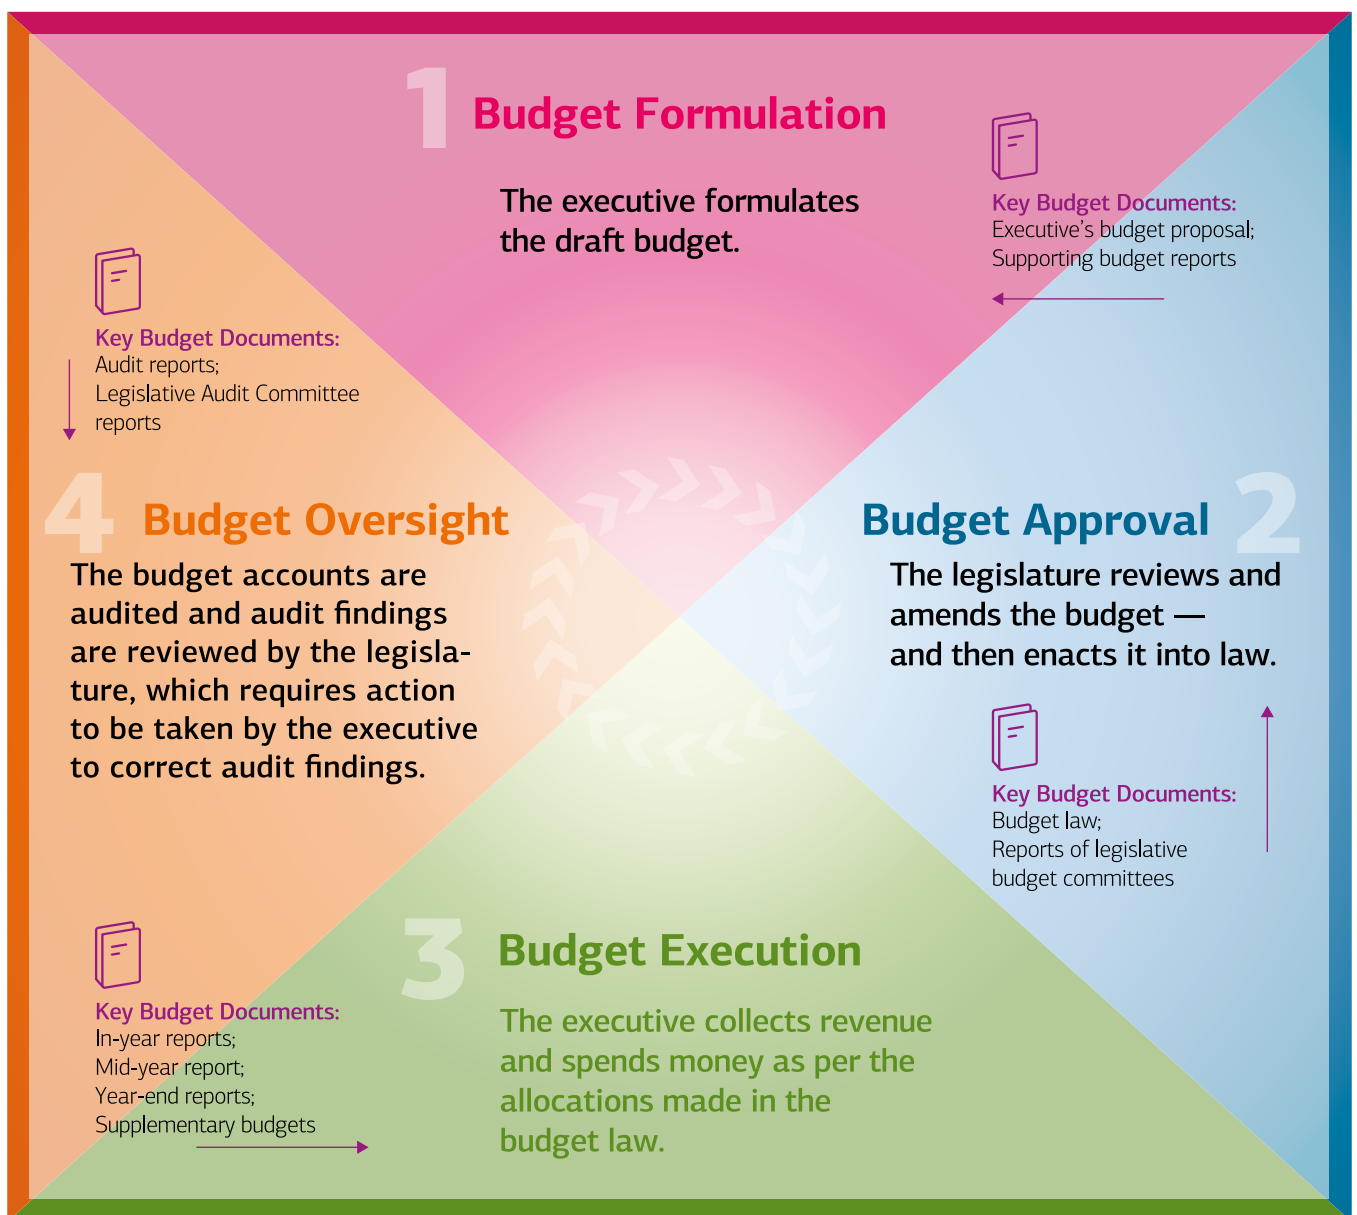 1
Budget Formulation
The executive formulates
the draft budget.
Key Budget Documents:
Executive’s budget proposal;
Supporting budget reports
2
Budget Approval
The legislature reviews and
amends the budget —
and then enacts it into law.
Key Budget Documents:
Budget law;
Reports of legislative
budget committees
3
Budget Execution
The executive collects revenue
and spends money as per the
allocations made in the
budget law.
Key Budget Documents:
In-year reports;
Mid-year report;
Year-end reports;
Supplementary budgets
4
Budget Oversight
The budget accounts are
audited and audit findings
are reviewed by the legisla-
ture, which requires action
to be taken by the executive
to correct audit findings.
Key Budget Documents:
Audit reports;
Legislative Audit Committee
reports